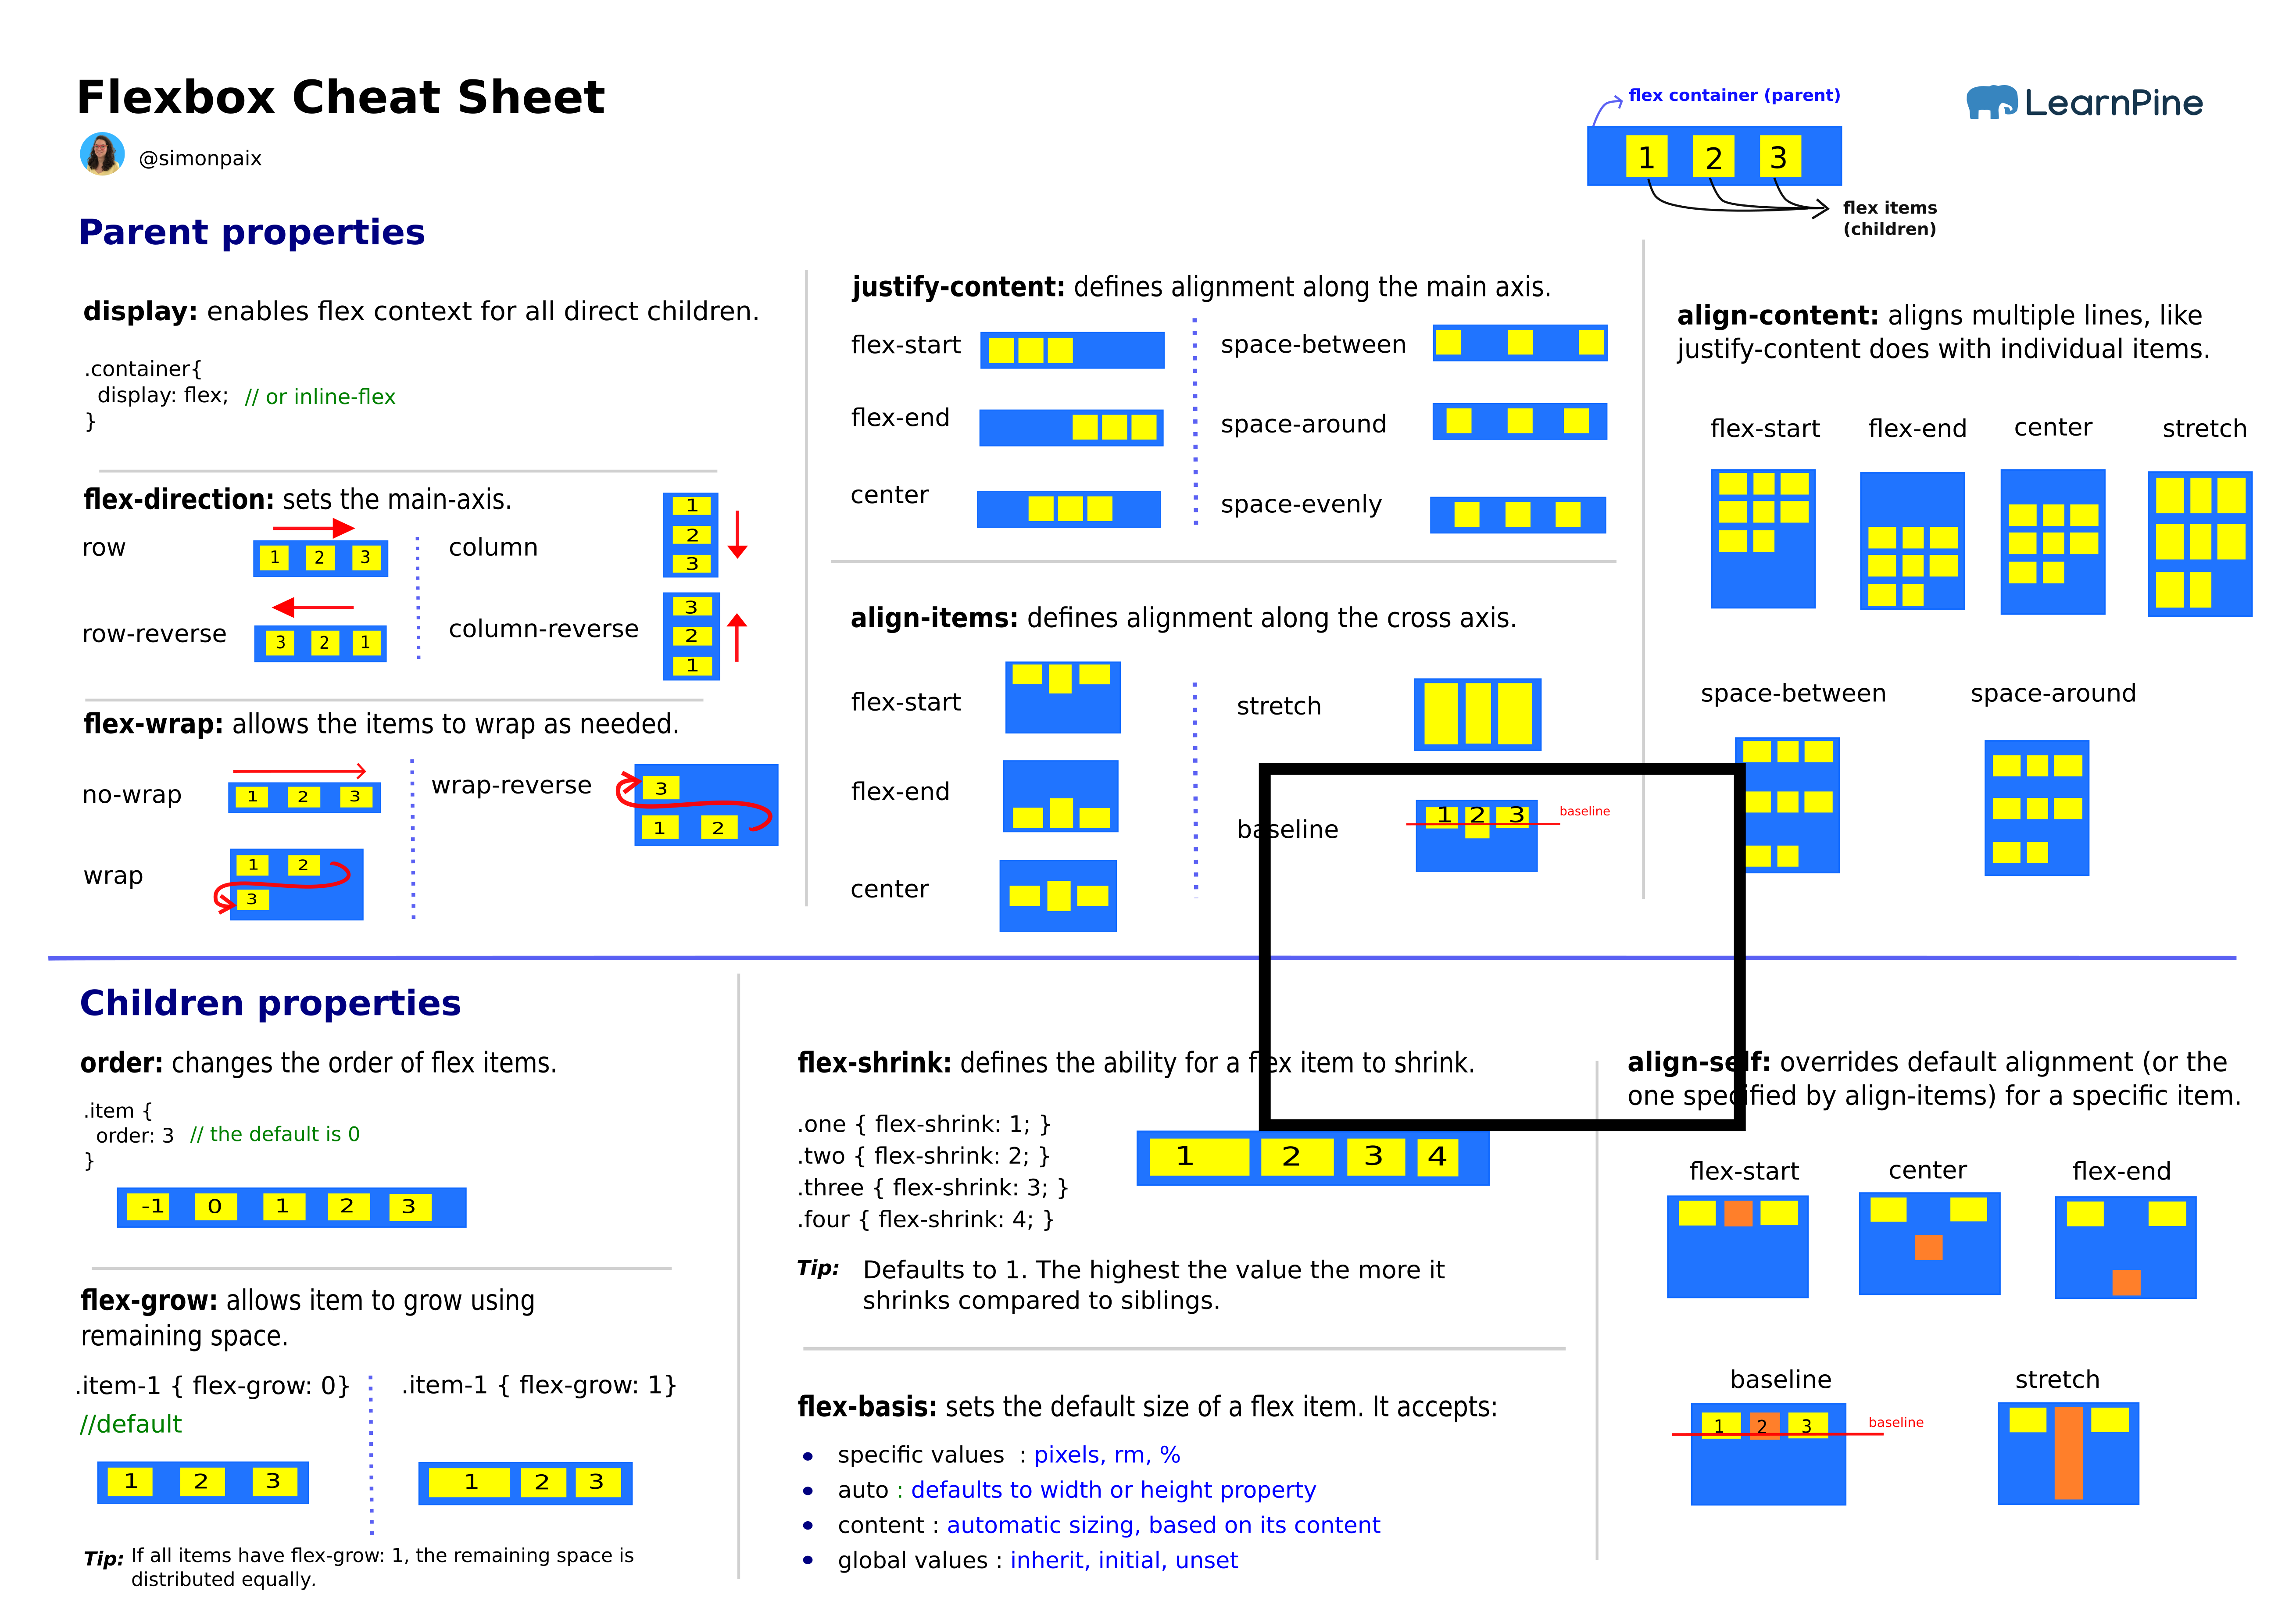 Flexbox Cheat Sheet
@simonpaix
flex container (parent)
1 2 3
flex items
(children)
LearnPine
Parent properties
display: enables flex context for all direct children.
.container{
display: flex; // or inline-flex
}
flex-direction: sets the main-axis.
row
1 2 3
row-reverse
3 2 1
column
1
2
3
column-reverse
3
2
1
flex-wrap: allows the items to wrap as needed.
no-wrap
1 2 3
wrap
1 2
3
wrap-reverse
3
1 2
justify-content: defines alignment along the main axis.
flex-start
flex-end
center
space-between
space-around
space-evenly
align-items: defines alignment along the cross axis.
flex-start
flex-end
center
stretch
baseline
1 2 3
baseline
align-content: aligns multiple lines, like
justify-content does with individual items.
flex-start flex-end center stretch
space-between space-around
Children properties
order: changes the order of flex items.
.item {
order: 3 // the default is 0
}
-1 0 1 2 3
flex-grow: allows item to grow using
remaining space.
.item-1 { flex-grow: 0}
//default
1 2 3
.item-1 { flex-grow: 1}
1 2 3
Tip: If all items have flex-grow: 1, the remaining space is
distributed equally.
flex-shrink: defines the ability for a flex item to shrink.
.one { flex-shrink: 1; }
.two { flex-shrink: 2; }
.three { flex-shrink: 3; }
.four { flex-shrink: 4; }
1 2 3 4
Tip: Defaults to 1. The highest the value the more it
shrinks compared to siblings.
flex-basis: sets the default size of a flex item. It accepts:
specific values : pixels, rm, %
auto : defaults to width or height property
content : automatic sizing, based on its content
global values : inherit, initial, unset
align-self: overrides default alignment (or the
one specified by align-items) for a specific item.
flex-start center flex-end
baseline stretch
1 2 3
baseline